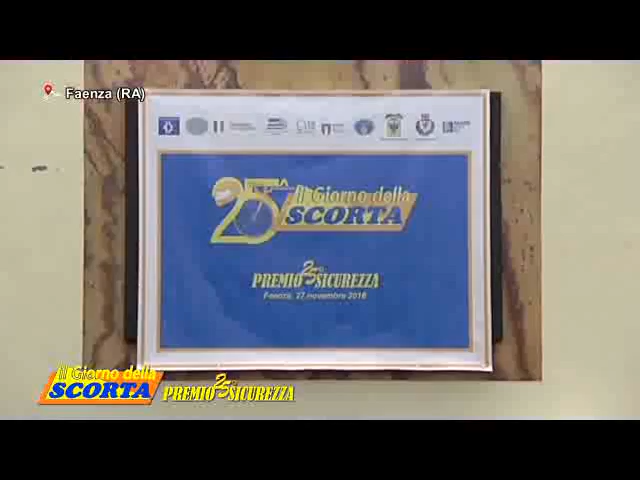 Faenza (RA)
25
il Giorno della
SCORTA
PREMIO 25 SICUREZZA
Faenza, 27 novembre 2016
il Giorno della
SCORTA
PREMIO 25 SICUREZZA